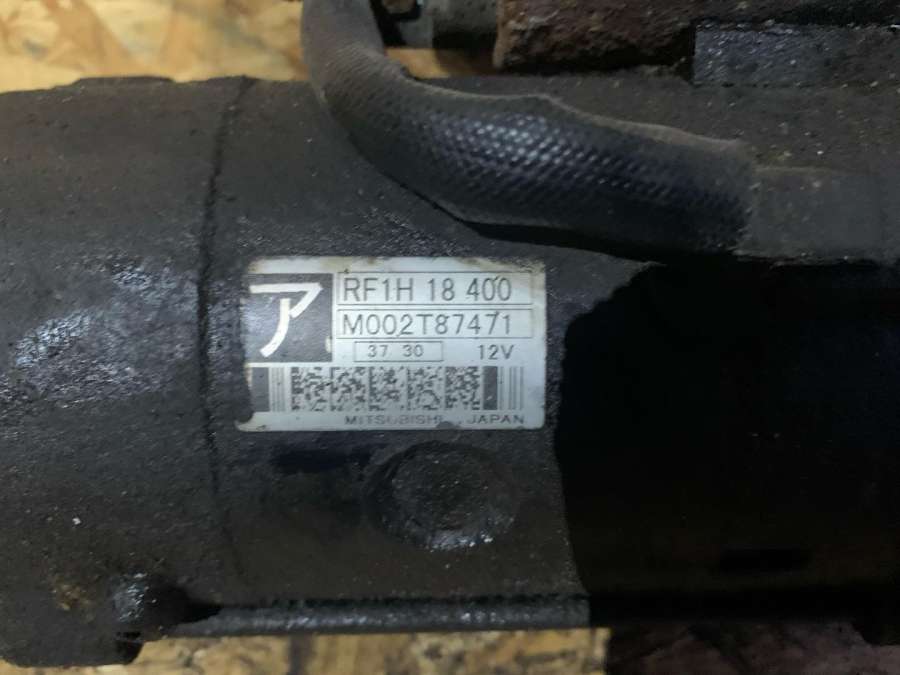 ア
RF1H 18 400
M002T87471
37 30 12V
MITSUBISHI JAPAN